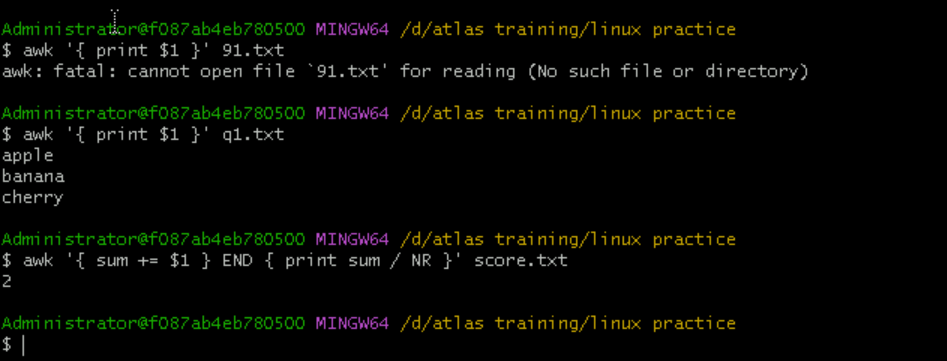 Administrator@f087ab4eb780500 MINGW64 /d/atlas training/linux practice
$ awk '{ print $1 }' 91.txt
awk: fatal: cannot open file `91.txt' for reading (No such file or directory)
Administrator@f087ab4eb780500 MINGW64 /d/atlas training/linux practice
$ awk '{ print $1 }' q1.txt
apple
banana
cherry
Administrator@f087ab4eb780500 MINGW64 /d/atlas training/linux practice
$ awk '{ sum += $1 } END { print sum / NR }' score.txt
2
Administrator@f087ab4eb780500 MINGW64 /d/atlas training/linux practice
$